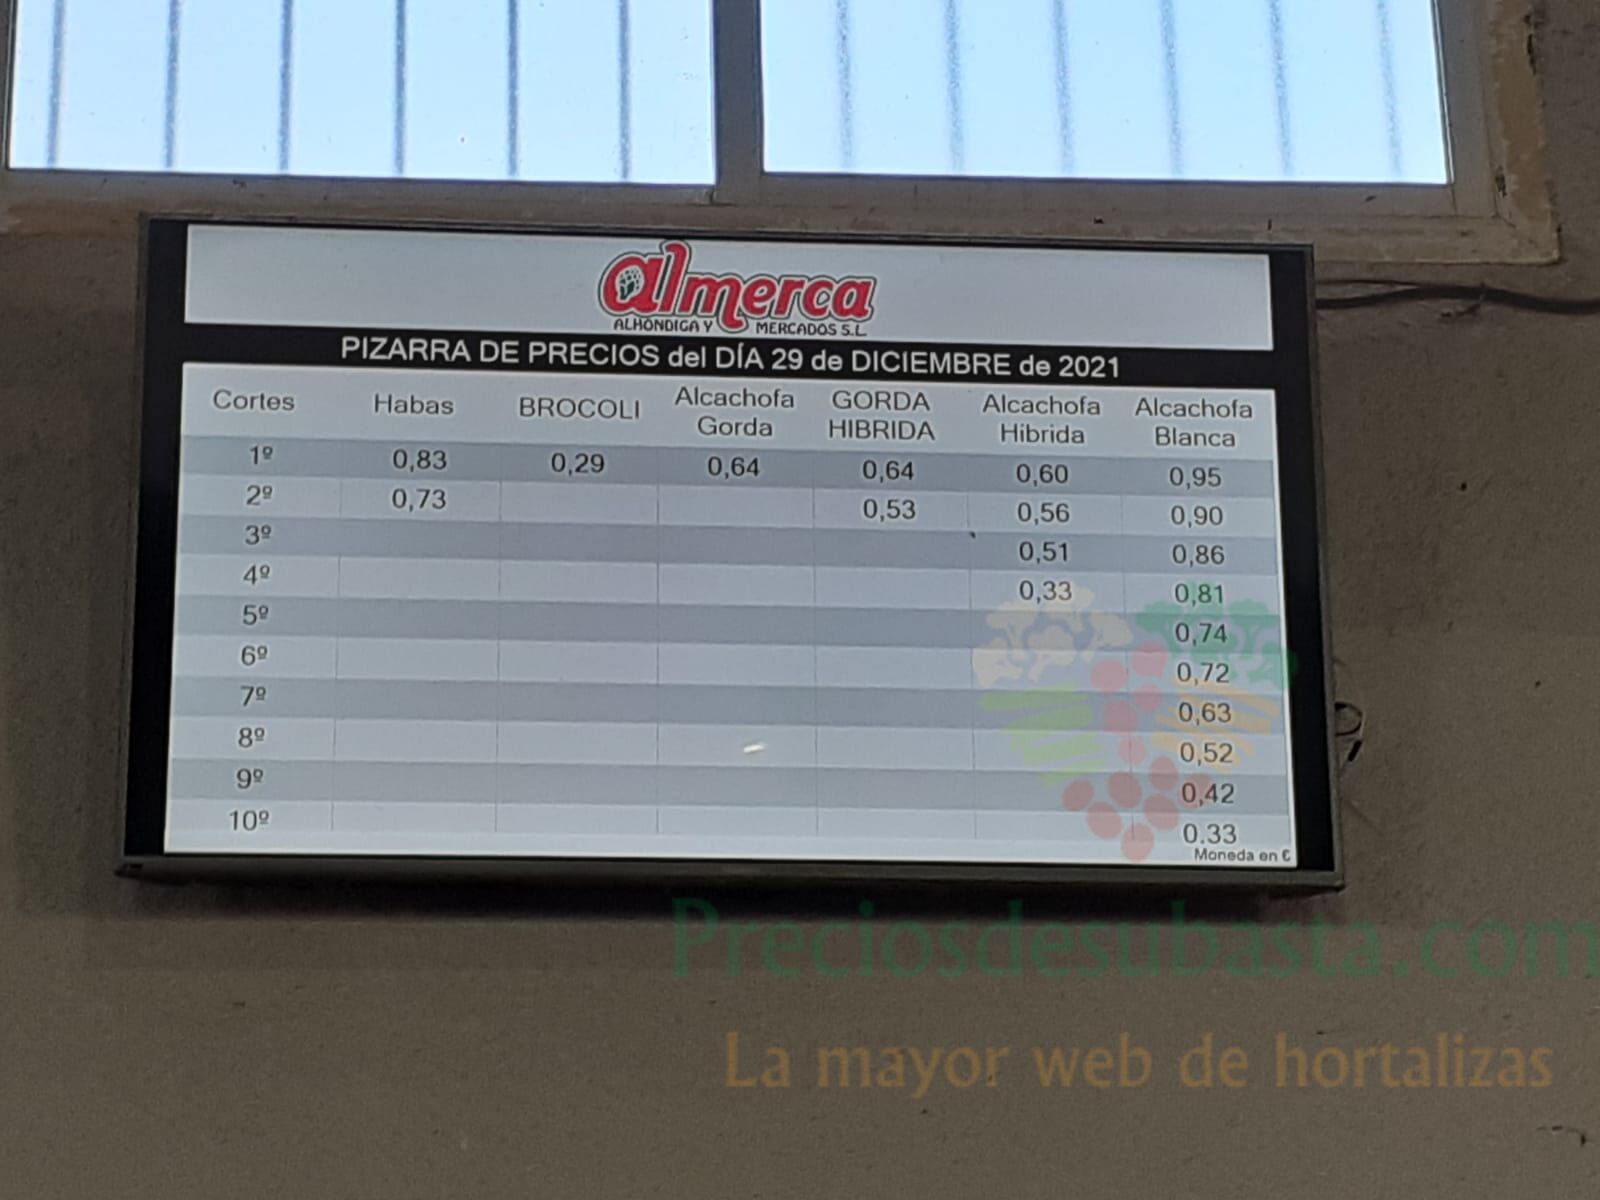 almerca
ALHÓNDIGA Y MERCADOS S.L.
PIZARRA DE PRECIOS del DÍA 29 de DICIEMBRE de 2021
Cortes Habas BROCOLI Alcachofa Gorda GORDA HIBRIDA Alcachofa Hibrida Alcachofa Blanca
1º 0,83 0,29 0,64 0,64 0,60 0,95
2º 0,73 0,53 0,56 0,90
3º 0,51 0,86
4º 0,33 0,81
5º 0,74
6º 0,72
7º 0,63
8º 0,52
9º 0,42
10º 0.33
Moneda en €
Preciosdesubasta.com
La mayor web de hortalizas